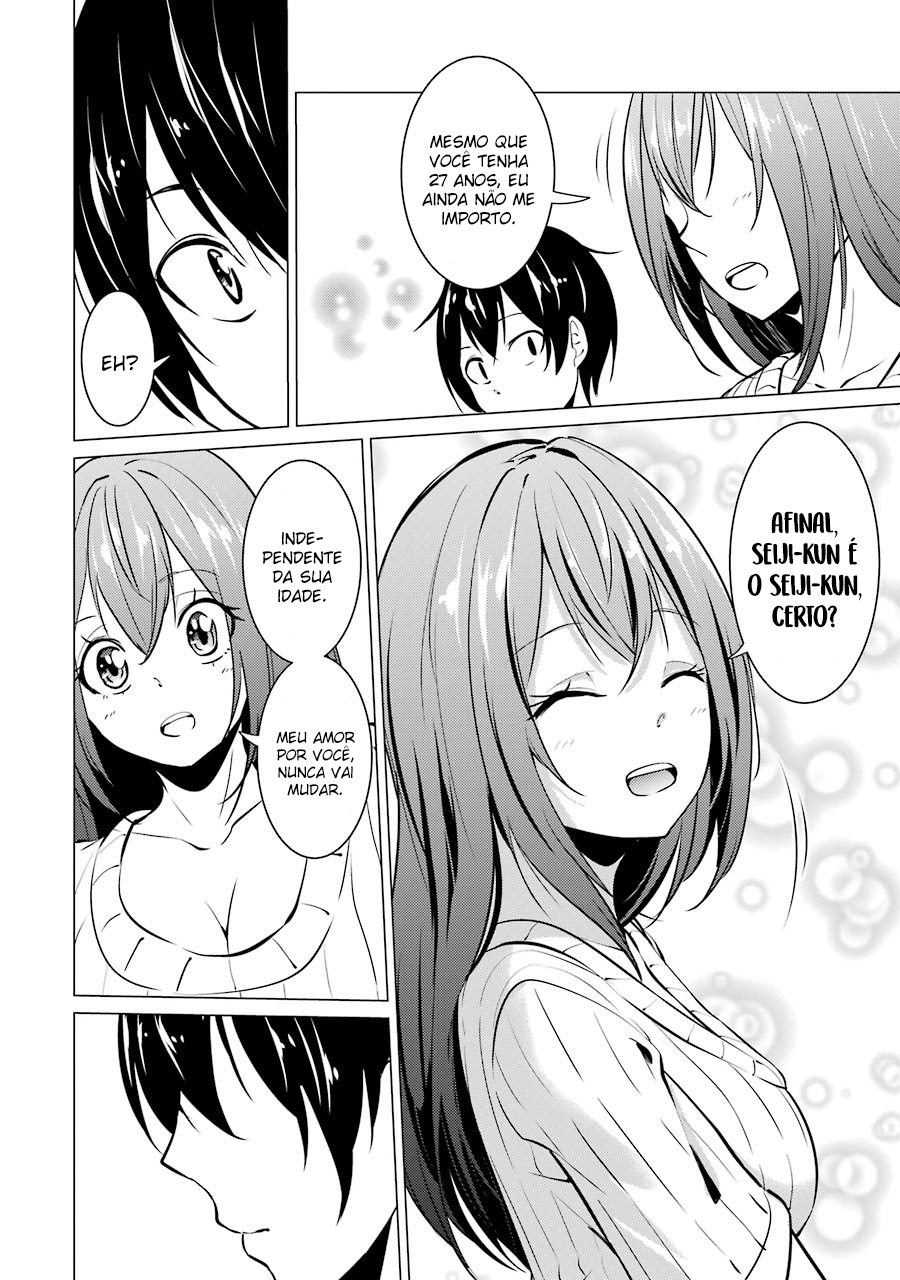 MESMO QUE
VOCÊ TENHA
27 ANOS, EU
AINDA NÃO ME
IMPORTO.
EH?
AFINAL,
SEIJI-KUN É
O SEIJI-KUN,
CERTO?
INDE-
PENDENTE
DA SUA
IDADE.
MEU AMOR
POR VOCÊ,
NUNCA VAI
MUDAR.